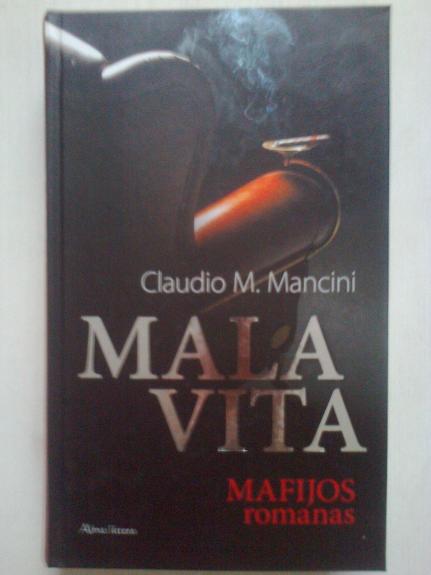 Claudio M. Mancini
MALA
VITA
MAFIJOS
romanas